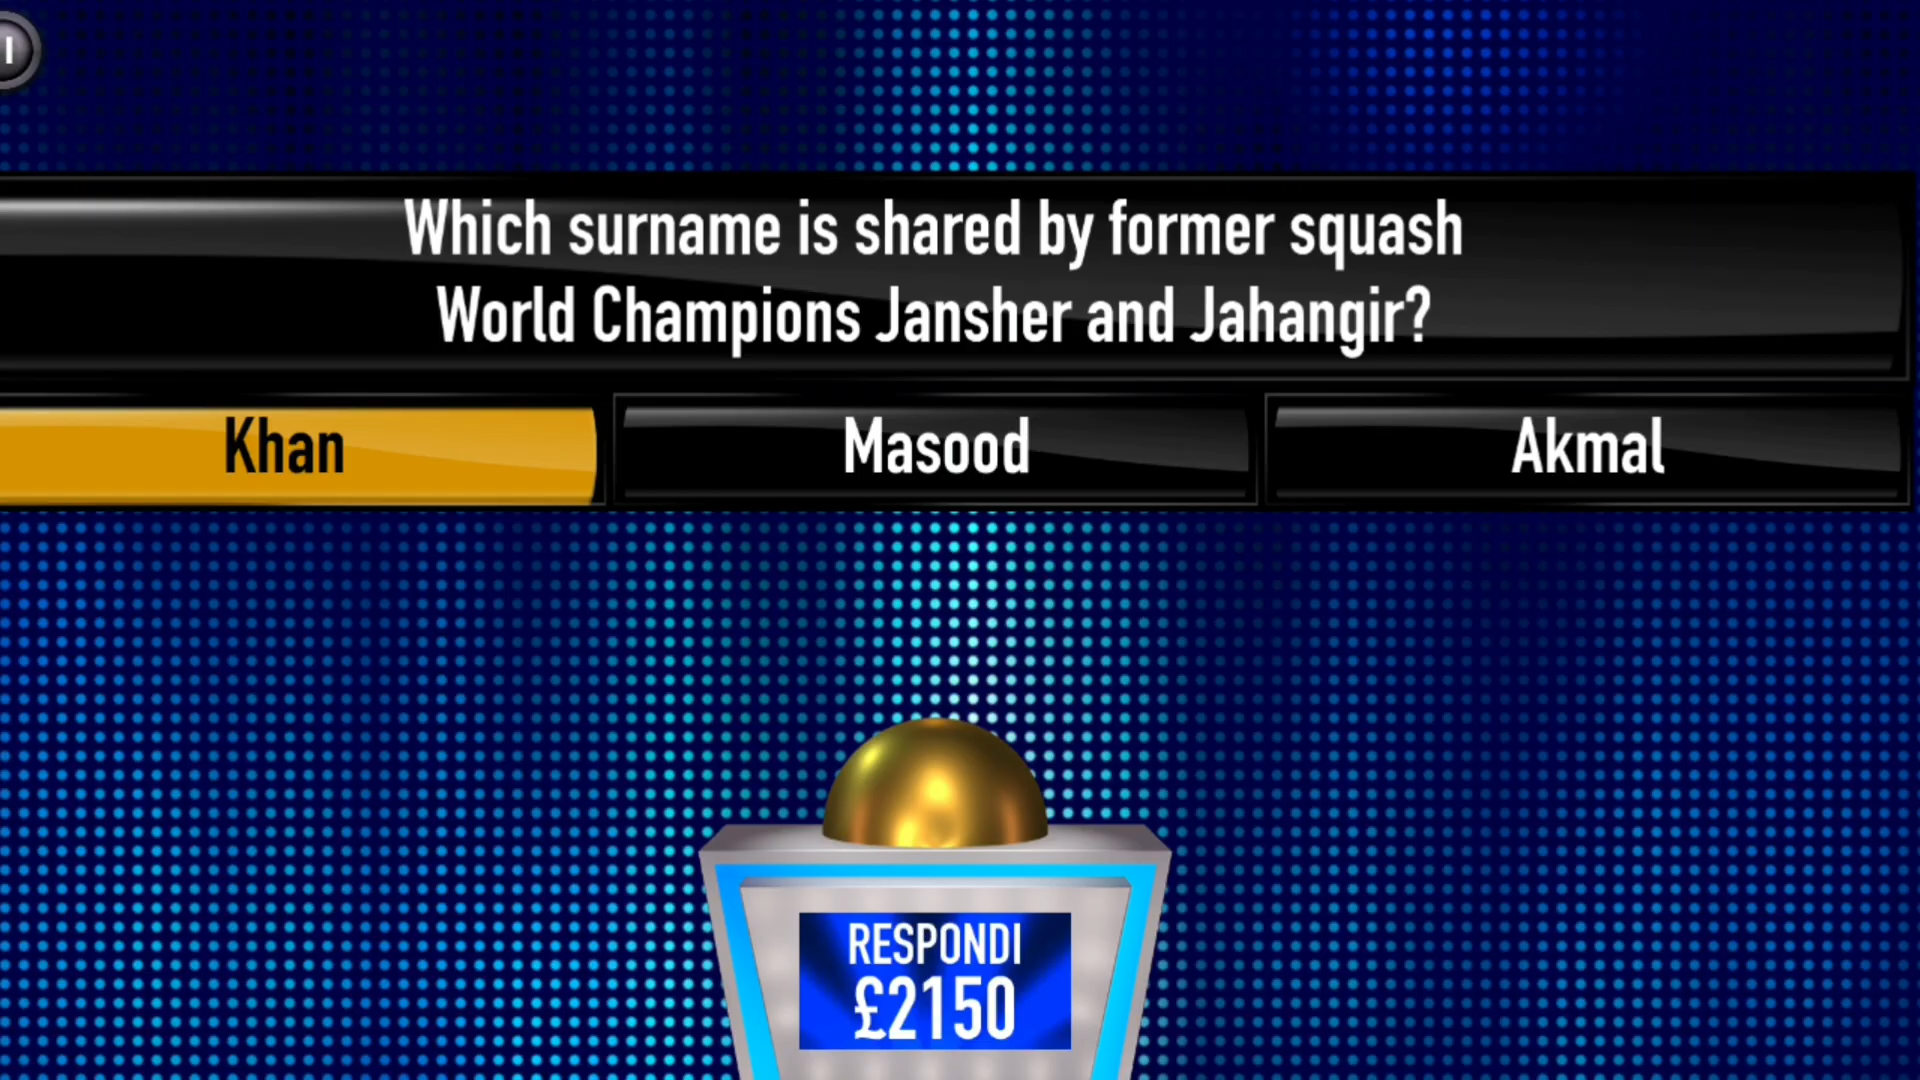 Which surname is shared by former squash
World Champions Jansher and Jahangir?
Khan
Masood
Akmal
RESPONDI
£2150